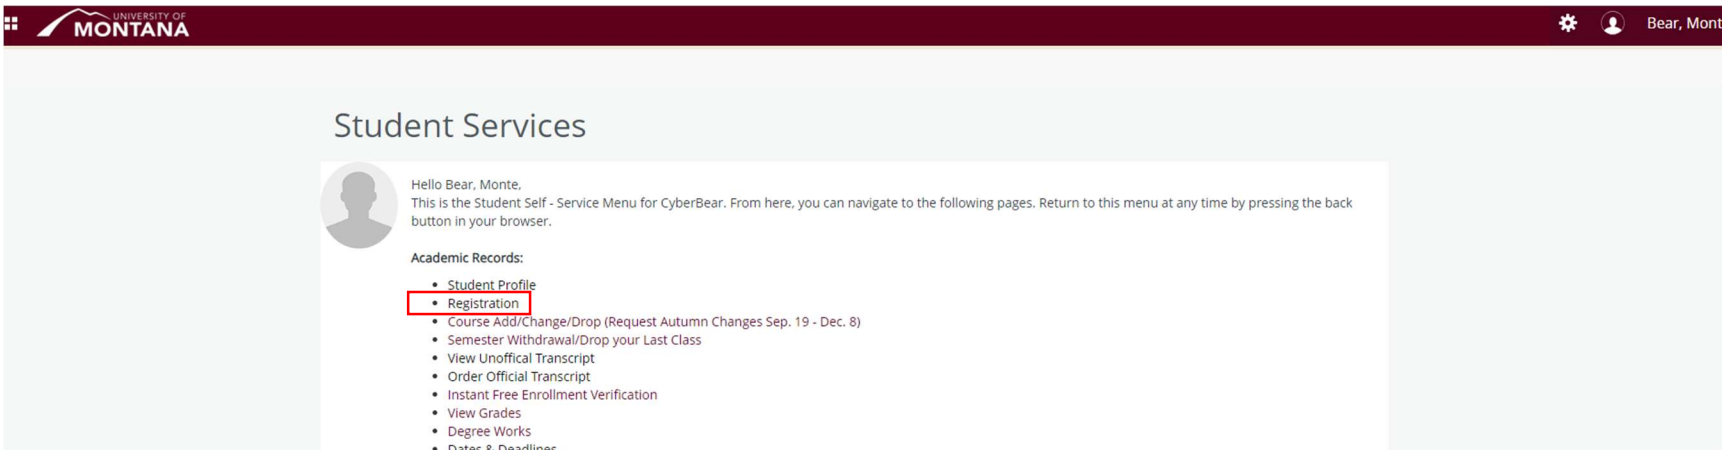 UNIVERSITY OF
MONTANA
Bear, Mont
Student Services
Hello Bear, Monte,
This is the Student Self - Service Menu for CyberBear. From here, you can navigate to the following pages. Return to this menu at any time by pressing the back
button in your browser.
Academic Records:
Student Profile
Registration
Course Add/Change/Drop (Request Autumn Changes Sep. 19 - Dec. 8)
Semester Withdrawal/Drop your Last Class
View Unoffical Transcript
Order Official Transcript
Instant Free Enrollment Verification
View Grades
Degree Works
Dates & Deadlines